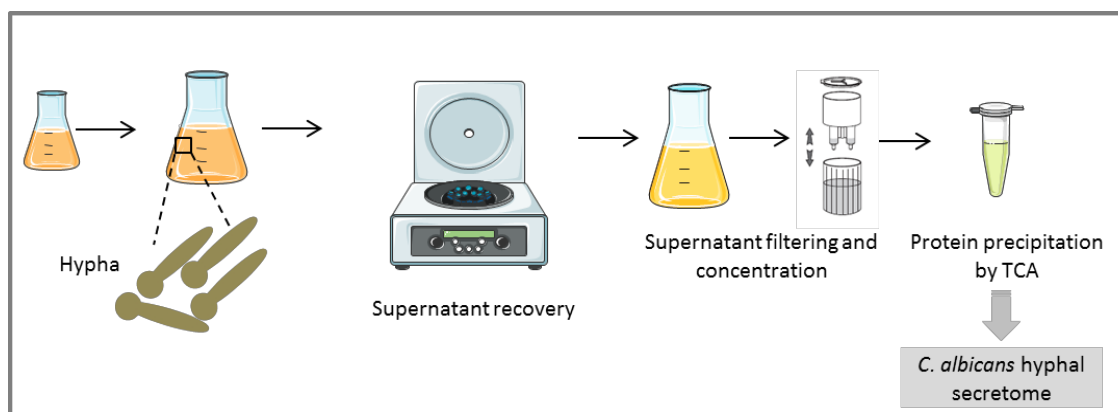 Hypha
Supernatant recovery
Supernatant filtering and
concentration
Protein precipitation
by TCA
C. albicans hyphal
secretome